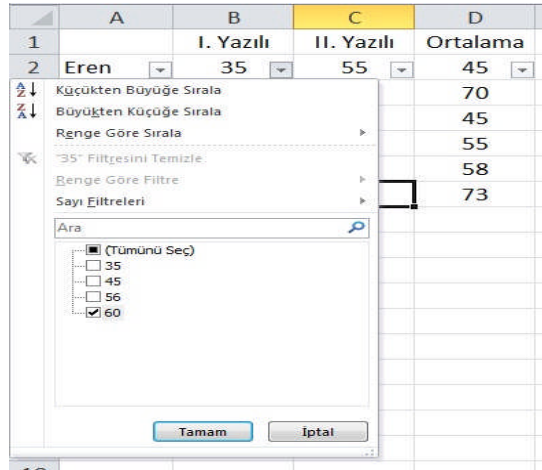 A B C D
1 I. Yazılı II. Yazılı Ortalama
2 Eren 35 55 45
Küçükten Büyüğe Sırala 70
Büyükten Küçüğe Sırala 45
Renge Göre Sırala 55
"35" Filtresini Temizle 58
Renge Göre Filtre 73
Sayı Filtreleri
Ara
(Tümünü Seç)
35
45
56
60
Tamam İptal